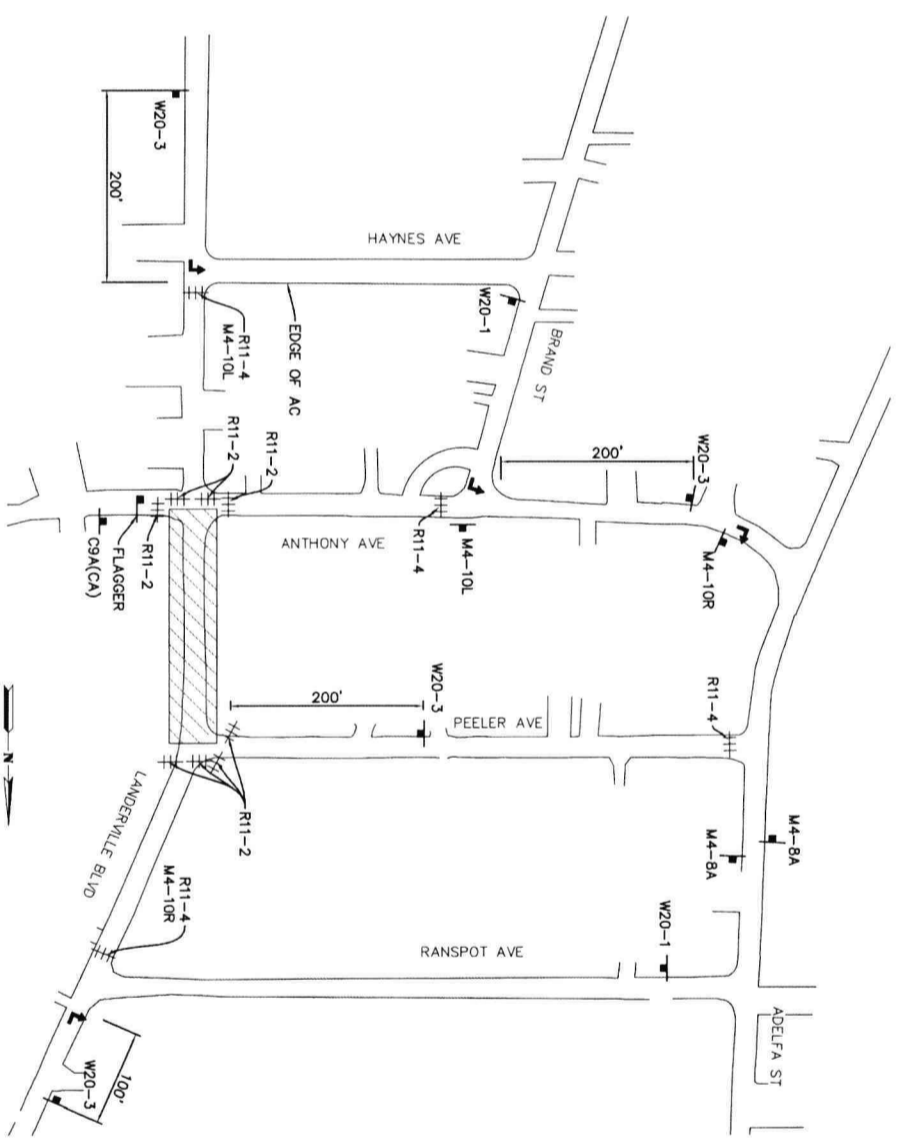 W20-3
200'
HAYNES AVE
W20-1
EDGE OF AC
R11-4
M4-10L
BRAND ST
W20-3
200'
R11-2
R11-2
R11-2
FLAGGER
C9A(CA)
ANTHONY AVE
R11-4
M4-10L
M4-10R
W20-3
200'
PEELER AVE
R11-4
R11-2
LANDERVILLE BLVD
M4-8A
M4-8A
R11-4
M4-10R
W20-1
RANSPOT AVE
ADELFA ST
W20-3
100'
N